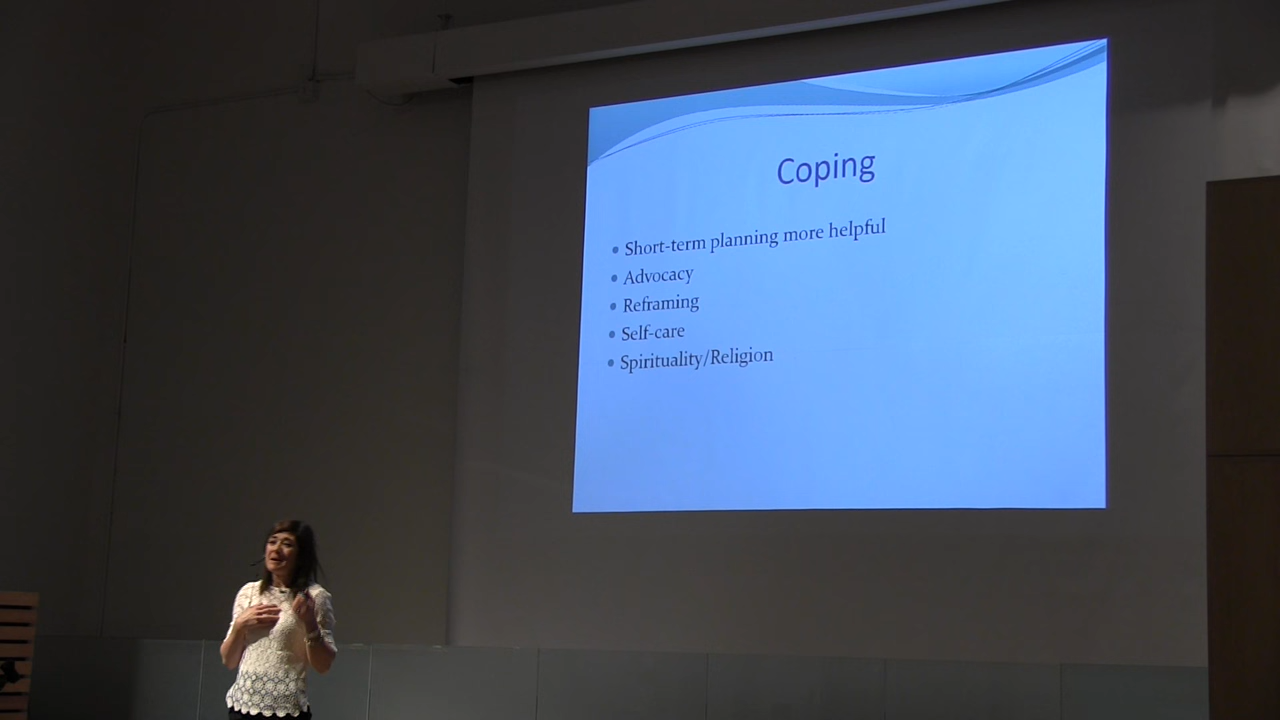 Coping
• Short-term planning more helpful
• Advocacy
• Reframing
• Self-care
• Spirituality/Religion